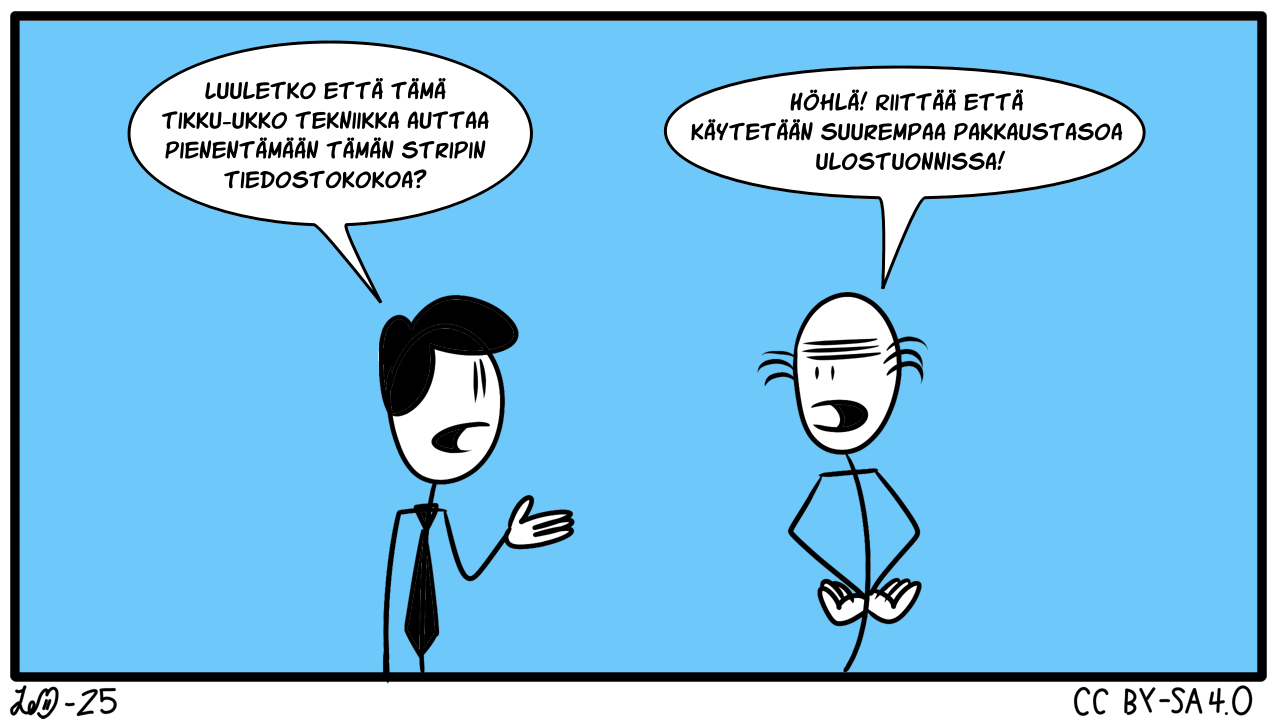 LUULETKO ETTÄ TÄMÄ
TIKKU-UKKO TEKNIIKKA AUTTAA
PIENENTÄMÄÄN TÄMÄN STRIPIN
TIEDOSTOKOKOA?
HÖHLÄ! RIITTÄÄ ETTÄ
KÄYTETÄÄN SUUREMPAA PAKKAUSTASOA
ULOSTUONNISSA!
-25
CC BY-SA 4.0